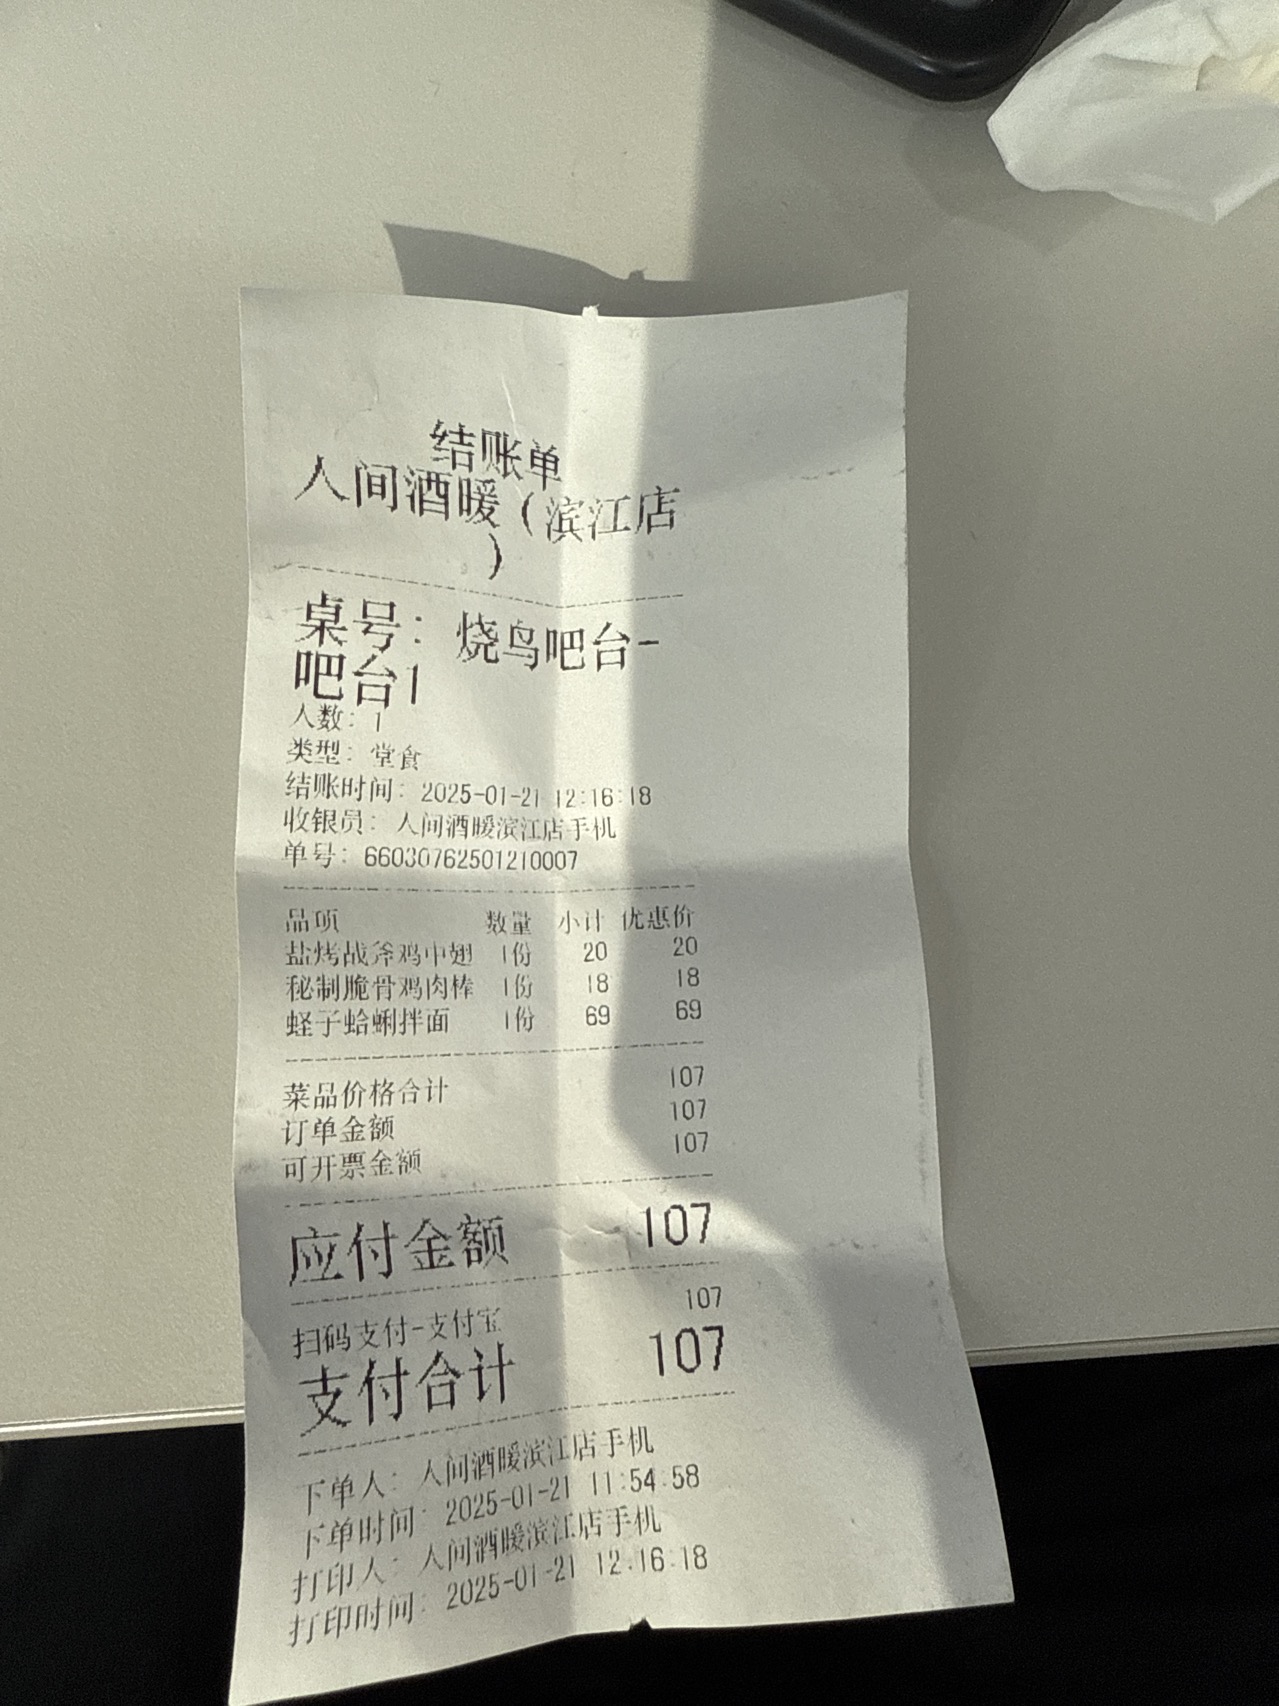 结账单
人间酒暖（滨江店
）
桌号：烧鸟吧台-
吧台1
人数：1
类型：堂食
结账时间：2025-01-21 12:16:18
收银员：人间酒暖滨江店手机
单号：66030762501210007
品项 数量 小计 优惠价
盐烤战斧鸡中翅 1份 20 20
秘制脆骨鸡肉棒 1份 18 18
蛏子蛤蜊拌面 1份 69 69
菜品价格合计 107
订单金额 107
可开票金额 107
应付金额 107
扫码支付-支付宝 107
支付合计 107
下单人：人间酒暖滨江店手机
下单时间：2025-01-21 11:54:58
打印人：人间酒暖滨江店手机
打印时间：2025-01-21 12:16:18